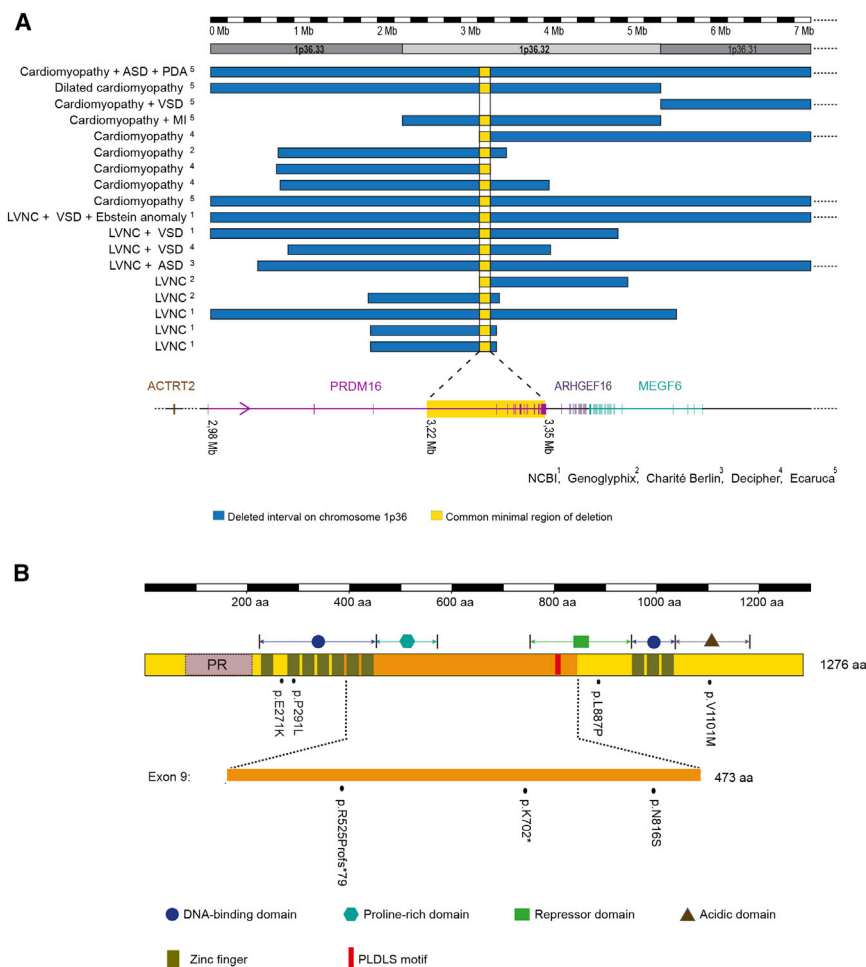 A
0 Mb 1 Mb 2 Mb 3 Mb 4 Mb 5 Mb 6 Mb 7 Mb
1p36.33 1p36.32 1p36.31
Cardiomyopathy + ASD + PDA 5
Dilated cardiomyopathy 5
Cardiomyopathy + VSD 5
Cardiomyopathy + MI 5
Cardiomyopathy 4
Cardiomyopathy 2
Cardiomyopathy 4
Cardiomyopathy 4
Cardiomyopathy 5
LVNC + VSD + Ebstein anomaly 1
LVNC + VSD 1
LVNC + VSD 4
LVNC + ASD 3
LVNC 2
LVNC 2
LVNC 1
LVNC 1
LVNC 1
ACTRT2 PRDM16 ARHGEF16 MEGF6
2,98 Mb 3,22 Mb 3,35 Mb
NCBI,1 Genoglyphix,2 Charité Berlin,3 Decipher,4 Ecaruca5
Deleted interval on chromosome 1p36 Common minimal region of deletion
B
200 aa 400 aa 600 aa 800 aa 1000 aa 1200 aa
PR 1276 aa
p.E271K p.P291L p.L887P p.V1101M
Exon 9: 473 aa
p.R525Profs*79 p.K702* p.N816S
DNA-binding domain Proline-rich domain Repressor domain Acidic domain
Zinc finger PLDLS motif